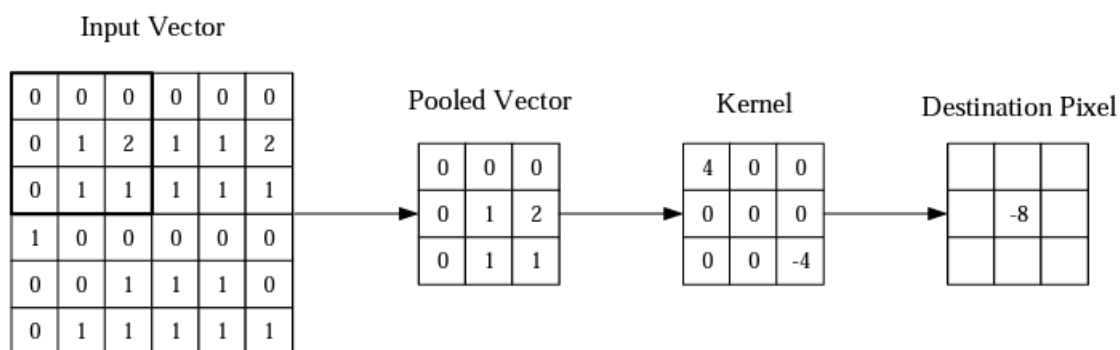 Input Vector
0 0 0 0 0 0
0 1 2 1 1 2
0 1 1 1 1 1
1 0 0 0 0 0
0 0 1 1 1 0
0 1 1 1 1 1
Pooled Vector
0 0 0
0 1 2
0 1 1
Kernel
4 0 0
0 0 0
0 0 -4
Destination Pixel
-8